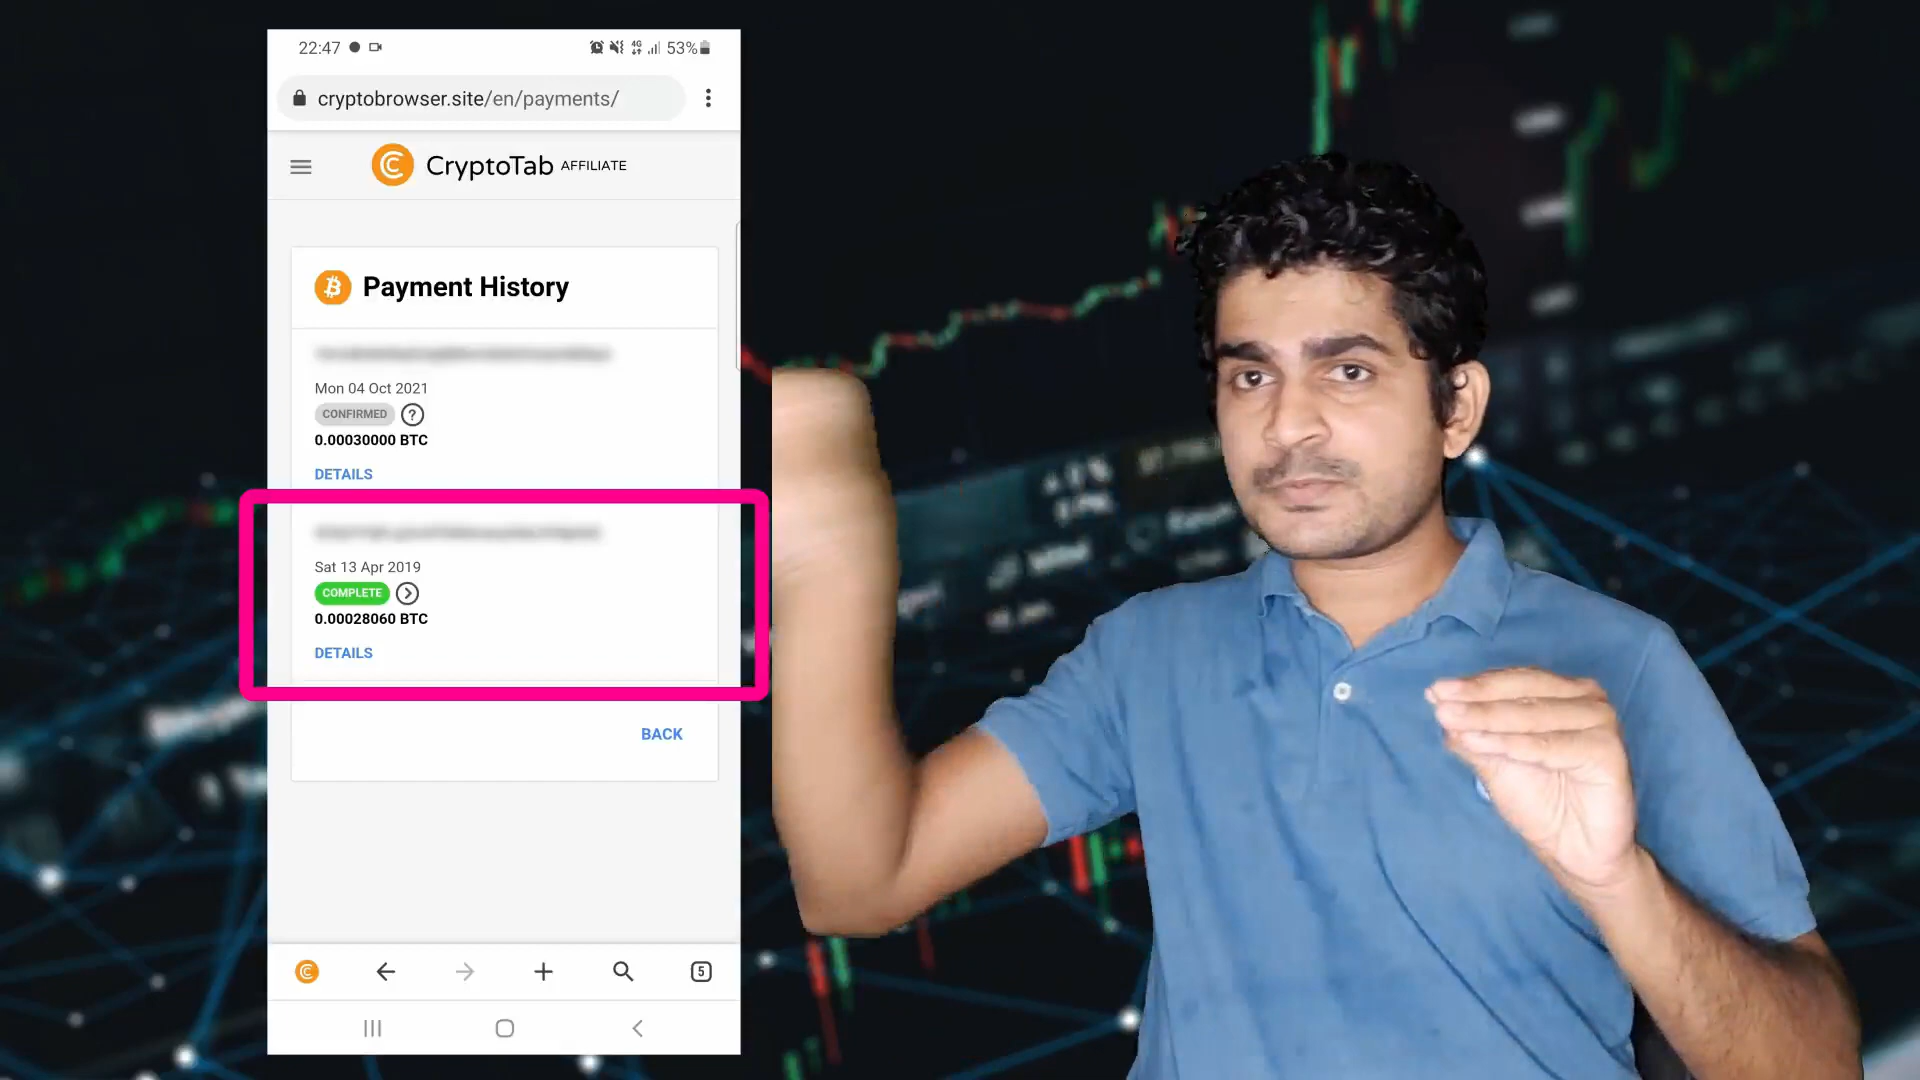 22:47 4G 53%
cryptobrowser.site/en/payments/
CryptoTab AFFILIATE
Payment History
Mon 04 Oct 2021
CONFIRMED ?
0.00030000 BTC
DETAILS
Sat 13 Apr 2019
COMPLETE
0.00028060 BTC
DETAILS
BACK
5